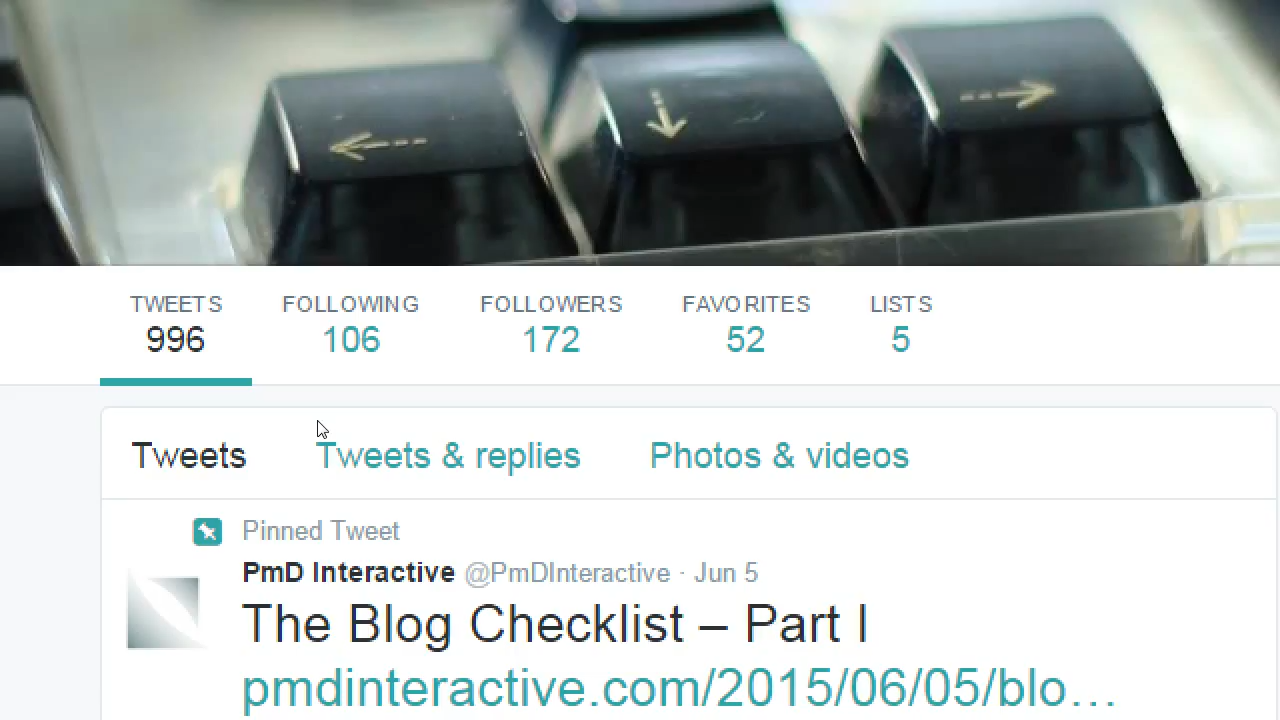 TWEETS FOLLOWING FOLLOWERS FAVORITES LISTS
996 106 172 52 5
Tweets Tweets & replies Photos & videos
Pinned Tweet
PmD Interactive @PmDInteractive · Jun 5
The Blog Checklist – Part I
pmdinteractive.com/2015/06/05/blo…